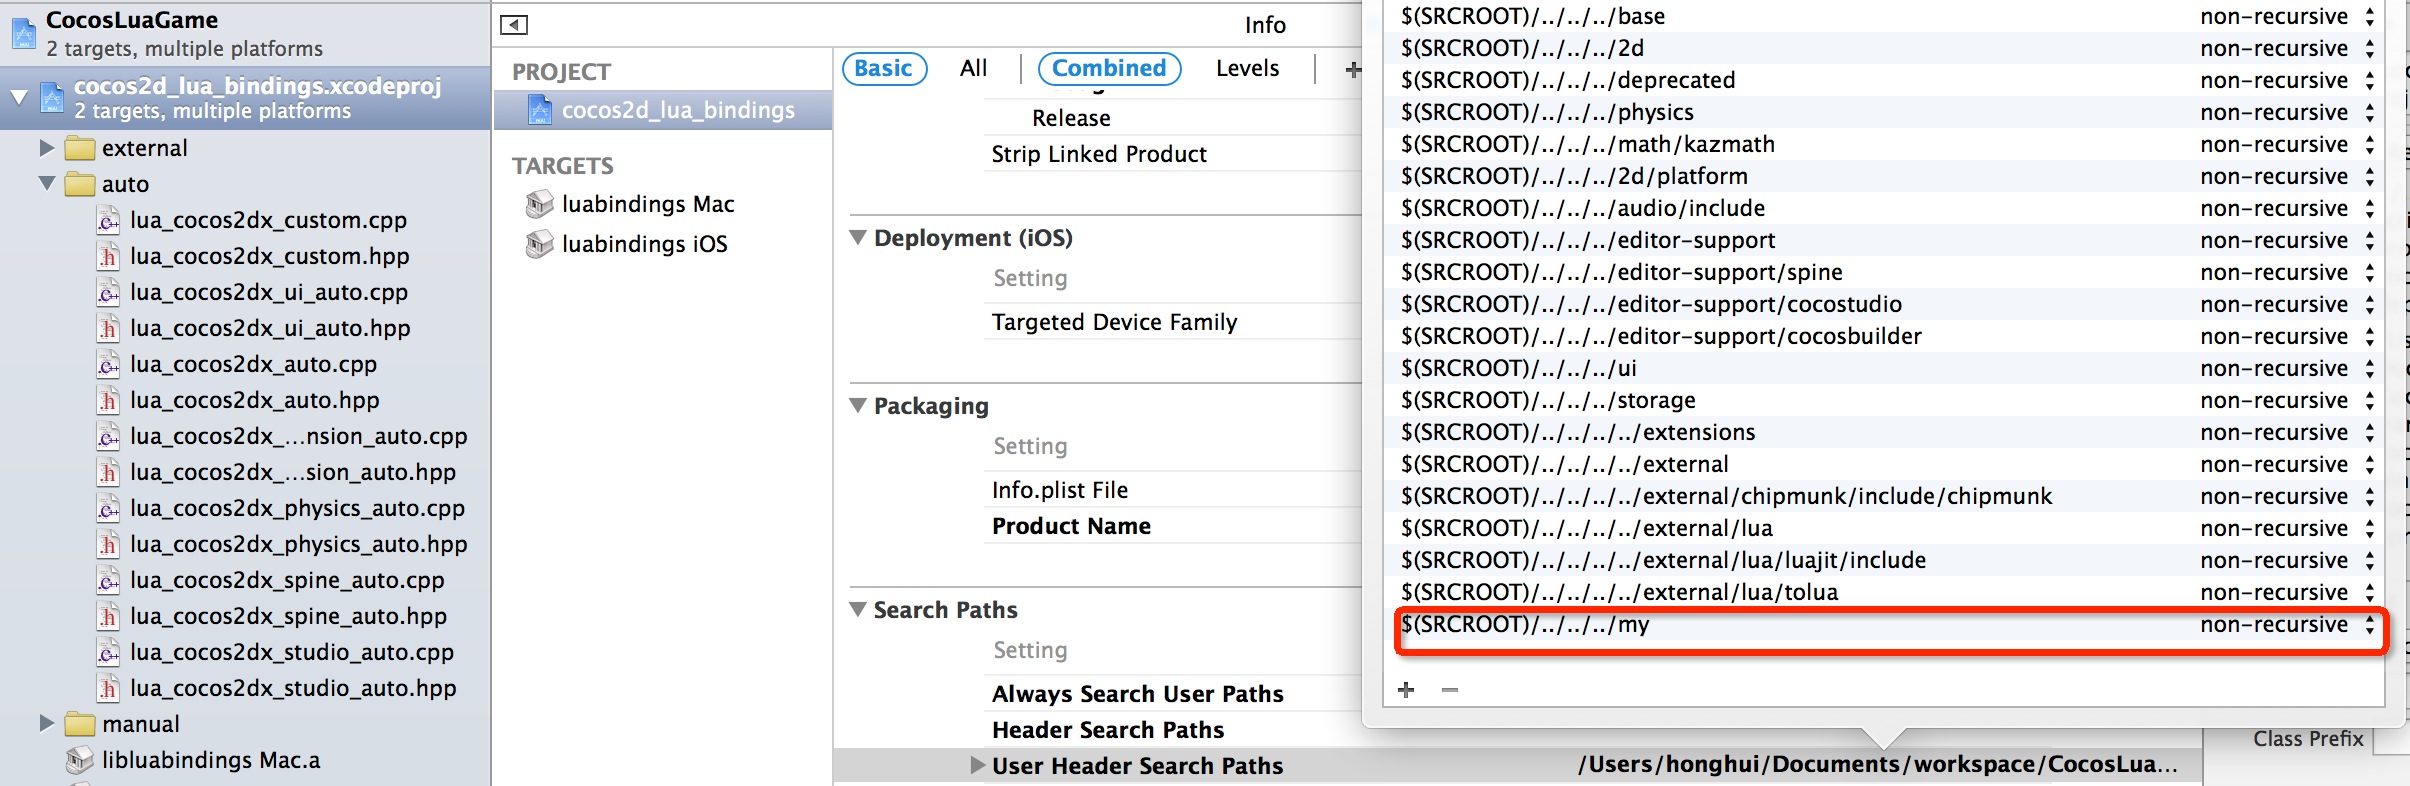 CocosLuaGame
2 targets, multiple platforms
cocos2d_lua_bindings.xcodeproj
2 targets, multiple platforms
external
auto
lua_cocos2dx_custom.cpp
lua_cocos2dx_custom.hpp
lua_cocos2dx_ui_auto.cpp
lua_cocos2dx_ui_auto.hpp
lua_cocos2dx_auto.cpp
lua_cocos2dx_auto.hpp
lua_cocos2dx_...nsion_auto.cpp
lua_cocos2dx_...sion_auto.hpp
lua_cocos2dx_physics_auto.cpp
lua_cocos2dx_physics_auto.hpp
lua_cocos2dx_spine_auto.cpp
lua_cocos2dx_spine_auto.hpp
lua_cocos2dx_studio_auto.cpp
lua_cocos2dx_studio_auto.hpp
manual
libluabindings Mac.a
Info
PROJECT
cocos2d_lua_bindings
TARGETS
luabindings Mac
luabindings iOS
Basic All Combined Levels +
Release
Strip Linked Product
Deployment (iOS)
Setting
Targeted Device Family
Packaging
Setting
Info.plist File
Product Name
Search Paths
Setting
Always Search User Paths
Header Search Paths
User Header Search Paths /Users/honghui/Documents/workspace/CocosLua...
$(SRCROOT)/../../../base non-recursive
$(SRCROOT)/../../../2d non-recursive
$(SRCROOT)/../../../deprecated non-recursive
$(SRCROOT)/../../../physics non-recursive
$(SRCROOT)/../../../math/kazmath non-recursive
$(SRCROOT)/../../../2d/platform non-recursive
$(SRCROOT)/../../../audio/include non-recursive
$(SRCROOT)/../../../editor-support non-recursive
$(SRCROOT)/../../../editor-support/spine non-recursive
$(SRCROOT)/../../../editor-support/cocostudio non-recursive
$(SRCROOT)/../../../editor-support/cocosbuilder non-recursive
$(SRCROOT)/../../../ui non-recursive
$(SRCROOT)/../../../storage non-recursive
$(SRCROOT)/../../../../extensions non-recursive
$(SRCROOT)/../../../../external non-recursive
$(SRCROOT)/../../../../external/chipmunk/include/chipmunk non-recursive
$(SRCROOT)/../../../../external/lua non-recursive
$(SRCROOT)/../../../../external/lua/luajit/include non-recursive
$(SRCROOT)/../../../../external/lua/tolua non-recursive
$(SRCROOT)/../../../my non-recursive
+ −
Class Prefix